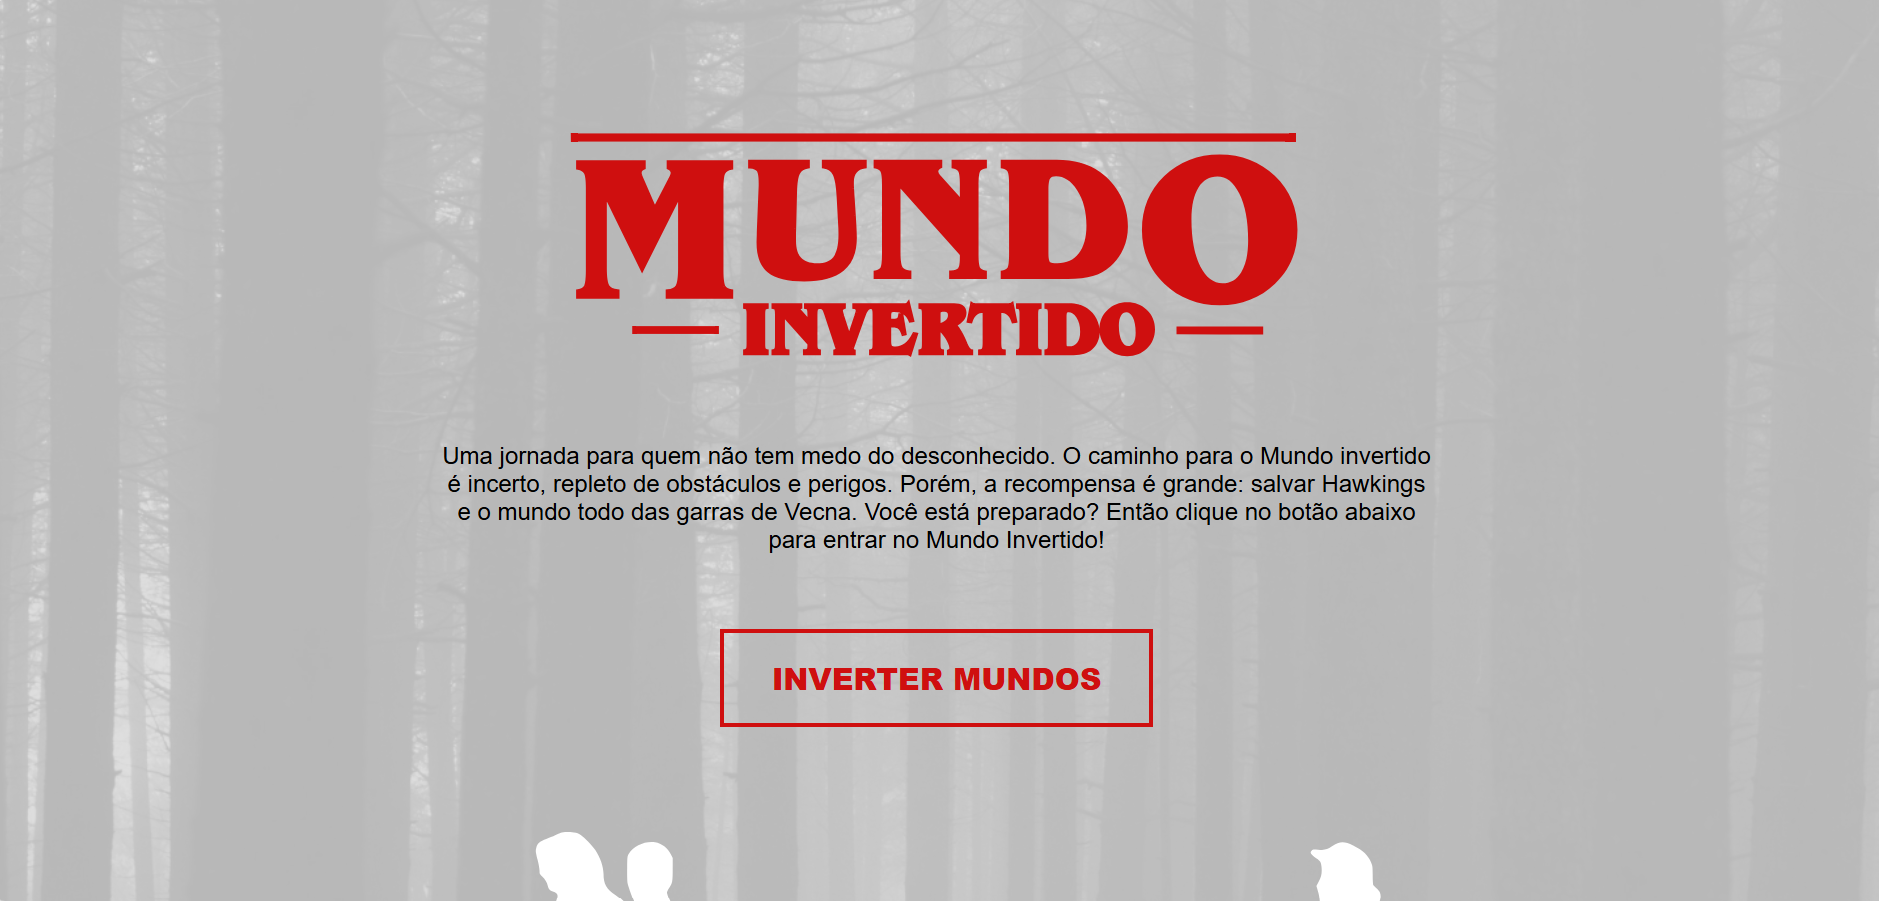 MUNDO
INVERTIDO
Uma jornada para quem não tem medo do desconhecido. O caminho para o Mundo invertido
é incerto, repleto de obstáculos e perigos. Porém, a recompensa é grande: salvar Hawkings
e o mundo todo das garras de Vecna. Você está preparado? Então clique no botão abaixo
para entrar no Mundo Invertido!
INVERTER MUNDOS